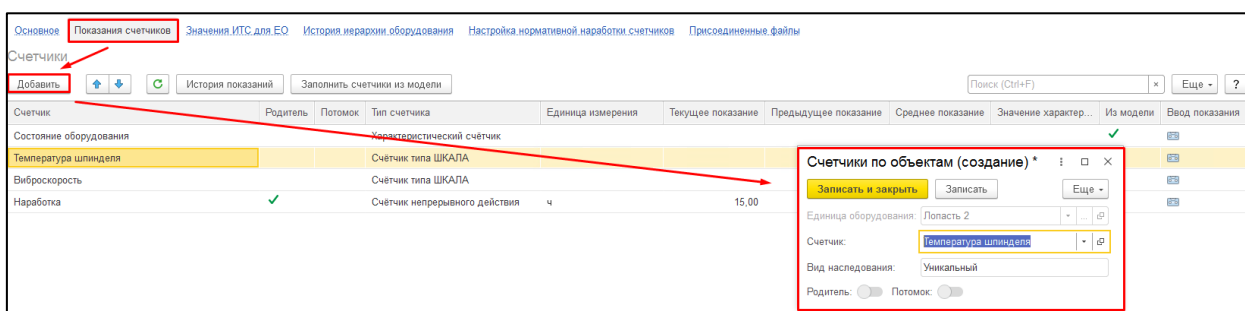 Основное Показания счетчиков Значения ИТС для ЕО История иерархии оборудования Настройка нормативной наработки счетчиков Присоединенные файлы
Счетчики
Добавить История показаний Заполнить счетчики из модели Поиск (Ctrl+F) × Еще ?
Счетчик Родитель Потомок Тип счетчика Единица измерения Текущее показание Предыдущее показание Среднее показание Значение характер... Из модели Ввод показания
Состояние оборудования Характеристический счётчик
Температура шпинделя Счётчик типа ШКАЛА
Виброскорость Счётчик типа ШКАЛА
Наработка Счётчик непрерывного действия ч 15,00
Счетчики по объектам (создание) *
Записать и закрыть Записать Еще
Единица оборудования: Лопасть 2 ...
Счетчик: Температура шпинделя
Вид наследования: Уникальный
Родитель: Потомок: